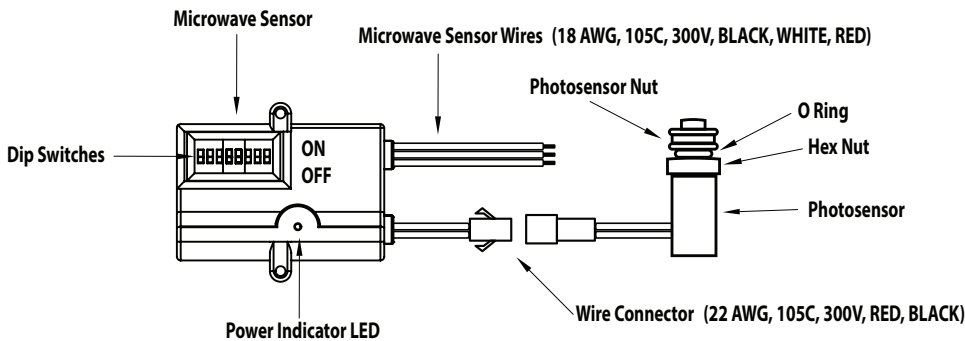 Microwave Sensor
Microwave Sensor Wires (18 AWG, 105C, 300V, BLACK, WHITE, RED)
Photosensor Nut
O Ring
Hex Nut
Dip Switches
ON
OFF
Photosensor
Wire Connector (22 AWG, 105C, 300V, RED, BLACK)
Power Indicator LED